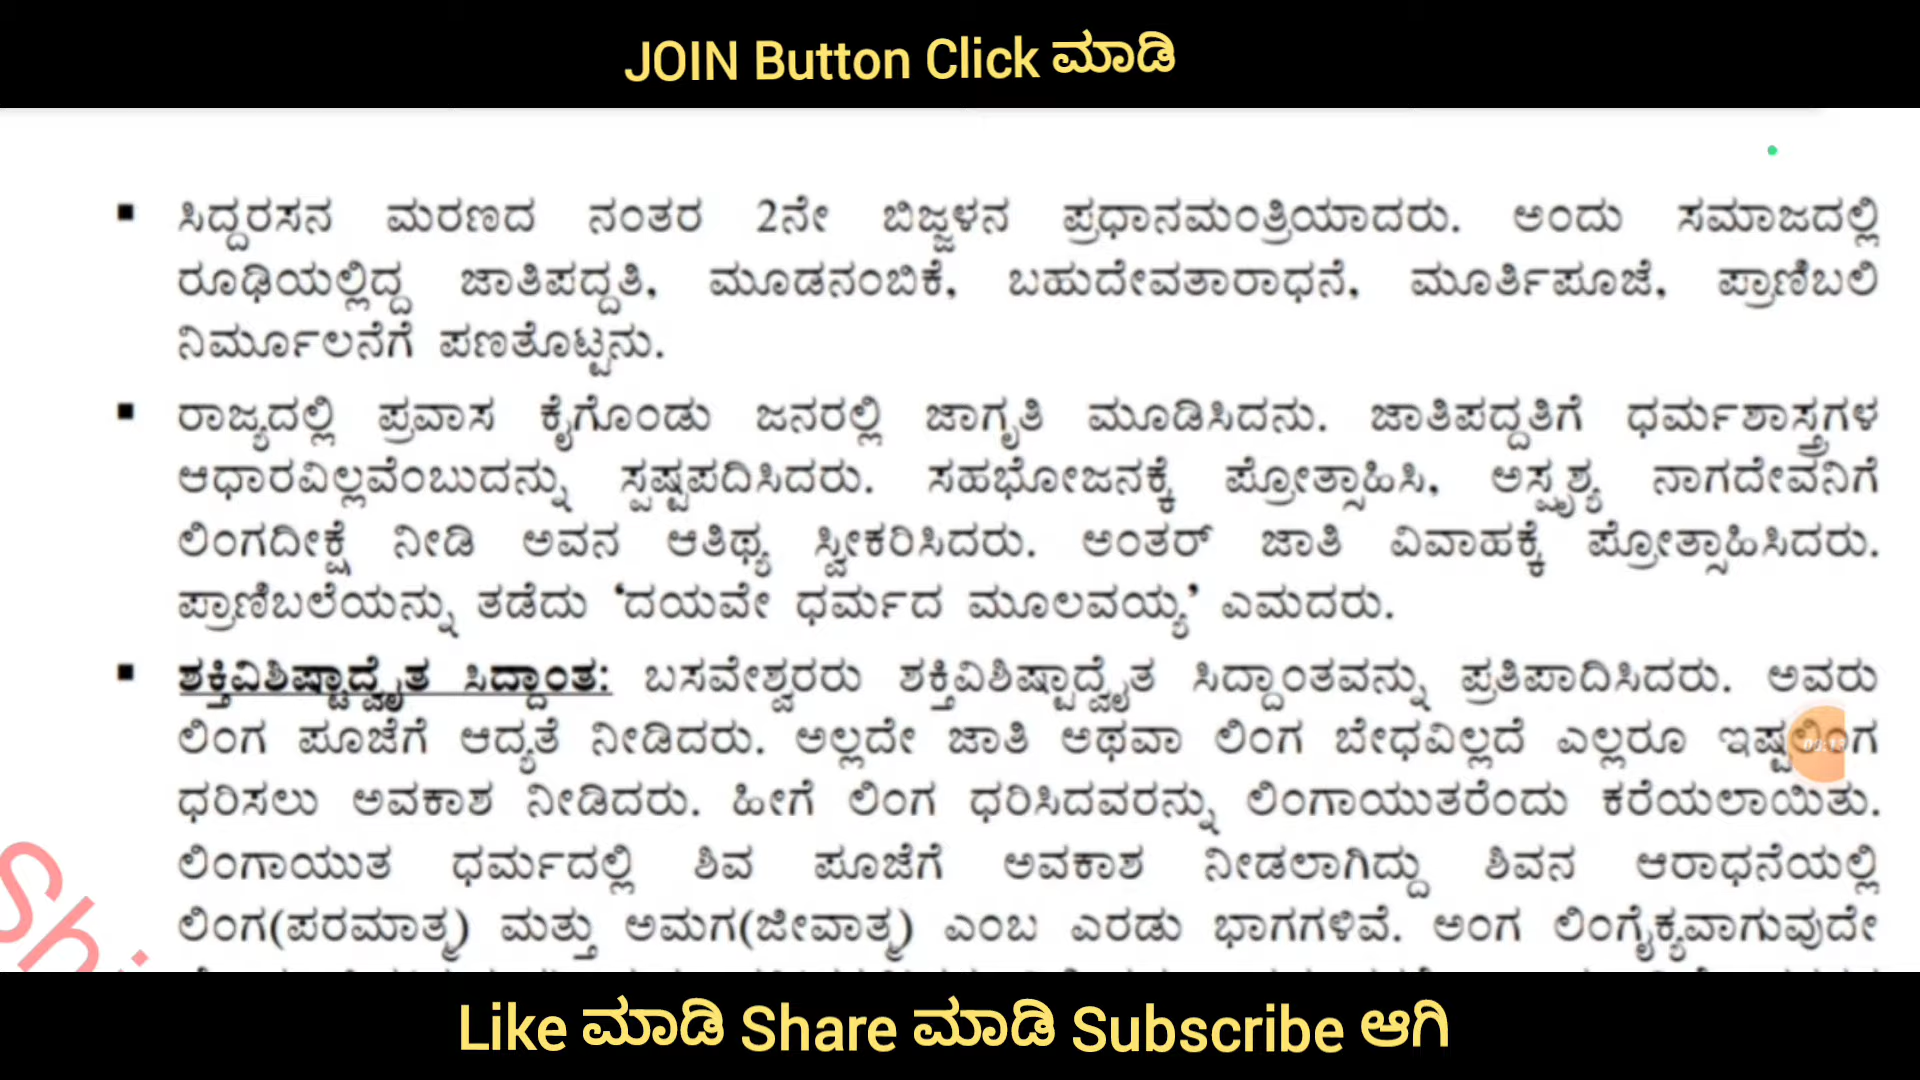 JOIN Button Click ಮಾಡಿ
▪ ಸಿದ್ದರಸನ ಮರಣದ ನಂತರ 2ನೇ ಬಿಜ್ಜಳನ ಪ್ರಧಾನಮಂತ್ರಿಯಾದರು. ಅಂದು ಸಮಾಜದಲ್ಲಿ
ರೂಢಿಯಲ್ಲಿದ್ದ ಜಾತಿಪದ್ದತಿ, ಮೂಡನಂಬಿಕೆ, ಬಹುದೇವತಾರಾಧನೆ, ಮೂರ್ತಿಪೂಜೆ, ಪ್ರಾಣಿಬಲಿ
ನಿರ್ಮೂಲನೆಗೆ ಪಣತೊಟ್ಟನು.
▪ ರಾಜ್ಯದಲ್ಲಿ ಪ್ರವಾಸ ಕೈಗೊಂಡು ಜನರಲ್ಲಿ ಜಾಗೃತಿ ಮೂಡಿಸಿದನು. ಜಾತಿಪದ್ದತಿಗೆ ಧರ್ಮಶಾಸ್ತ್ರಗಳ
ಆಧಾರವಿಲ್ಲವೆಂಬುದನ್ನು ಸ್ಪಷ್ಟಪದಿಸಿದರು. ಸಹಭೋಜನಕ್ಕೆ ಪ್ರೋತ್ಸಾಹಿಸಿ, ಅಸ್ಪೃಶ್ಯ ನಾಗದೇವನಿಗೆ
ಲಿಂಗದೀಕ್ಷೆ ನೀಡಿ ಅವನ ಆತಿಥ್ಯ ಸ್ವೀಕರಿಸಿದರು. ಅಂತರ್ ಜಾತಿ ವಿವಾಹಕ್ಕೆ ಪ್ರೋತ್ಸಾಹಿಸಿದರು.
ಪ್ರಾಣಿಬಲೆಯನ್ನು ತಡೆದು ‘ದಯವೇ ಧರ್ಮದ ಮೂಲವಯ್ಯ’ ಎಮದರು.
▪ ಶಕ್ತಿವಿಶಿಷ್ಟಾದ್ವೈತ ಸಿದ್ದಾಂತ: ಬಸವೇಶ್ವರರು ಶಕ್ತಿವಿಶಿಷ್ಟಾದ್ವೈತ ಸಿದ್ದಾಂತವನ್ನು ಪ್ರತಿಪಾದಿಸಿದರು. ಅವರು
ಲಿಂಗ ಪೂಜೆಗೆ ಆದ್ಯತೆ ನೀಡಿದರು. ಅಲ್ಲದೇ ಜಾತಿ ಅಥವಾ ಲಿಂಗ ಬೇಧವಿಲ್ಲದೆ ಎಲ್ಲರೂ ಇಷ್ಟಲಿಂಗ
ಧರಿಸಲು ಅವಕಾಶ ನೀಡಿದರು. ಹೀಗೆ ಲಿಂಗ ಧರಿಸಿದವರನ್ನು ಲಿಂಗಾಯುತರೆಂದು ಕರೆಯಲಾಯಿತು.
ಲಿಂಗಾಯುತ ಧರ್ಮದಲ್ಲಿ ಶಿವ ಪೂಜೆಗೆ ಅವಕಾಶ ನೀಡಲಾಗಿದ್ದು ಶಿವನ ಆರಾಧನೆಯಲ್ಲಿ
ಲಿಂಗ(ಪರಮಾತ್ಮ) ಮತ್ತು ಅಮಗ(ಜೀವಾತ್ಮ) ಎಂಬ ಎರಡು ಭಾಗಗಳಿವೆ. ಅಂಗ ಲಿಂಗೈಕ್ಯವಾಗುವುದೇ
Like ಮಾಡಿ Share ಮಾಡಿ Subscribe ಆಗಿ